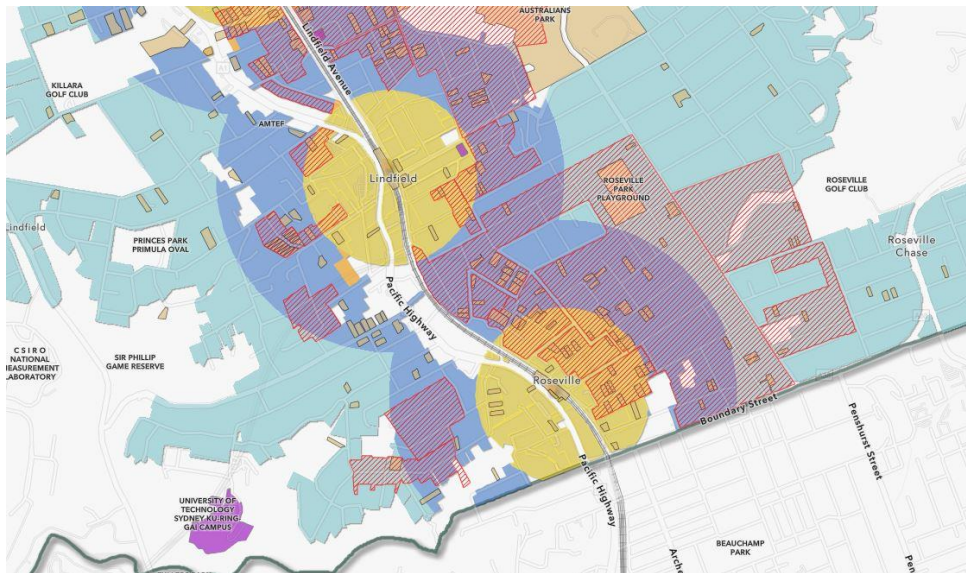 AUSTRALIANS
PARK
Lindfield Avenue
KILLARA
GOLF CLUB
AMTEF
Lindfield
ROSEVILLE
PARK
PLAYGROUND
ROSEVILLE
GOLF CLUB
Lindfield
PRINCES PARK
PRIMULA OVAL
Roseville
Chase
Pacific Highway
C S I R O
NATIONAL
MEASUREMENT
LABORATORY
SIR PHILLIP
GAME RESERVE
Roseville
Boundary Street
Penshurst Street
Pacific Highway
UNIVERSITY OF
TECHNOLOGY
SYDNEY KU-RING-
GAI CAMPUS
BEAUCHAMP
PARK
Archer
Pen